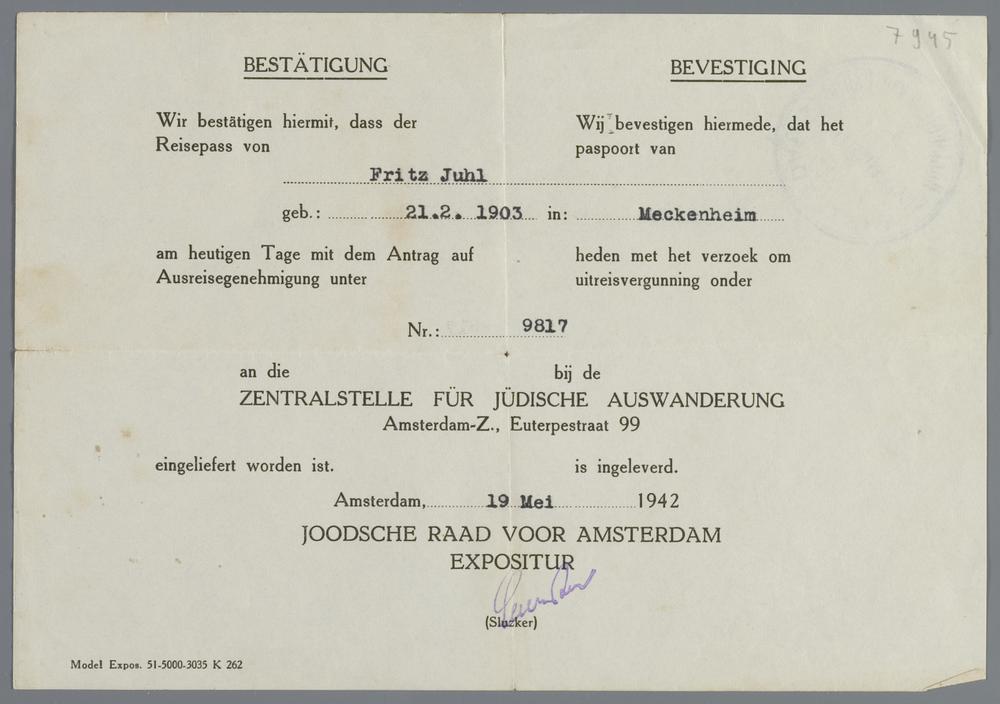 7945
BESTÄTIGUNG
BEVESTIGING
Wir bestätigen hiermit, dass der
Reisepass von
Wij bevestigen hiermede, dat het
paspoort van
Fritz Juhl
geb.: 21.2. 1903 in: Meckenheim
am heutigen Tage mit dem Antrag auf
Ausreisegenehmigung unter
heden met het verzoek om
uitreisvergunning onder
Nr.: 9817
an die
bij de
ZENTRALSTELLE FÜR JÜDISCHE AUSWANDERUNG
Amsterdam-Z., Euterpestraat 99
eingeliefert worden ist.
is ingeleverd.
Amsterdam, 19 Mei 1942
JOODSCHE RAAD VOOR AMSTERDAM
EXPOSITUR
(Sluzker)
Model Expos. 51-5000-3035 K 262